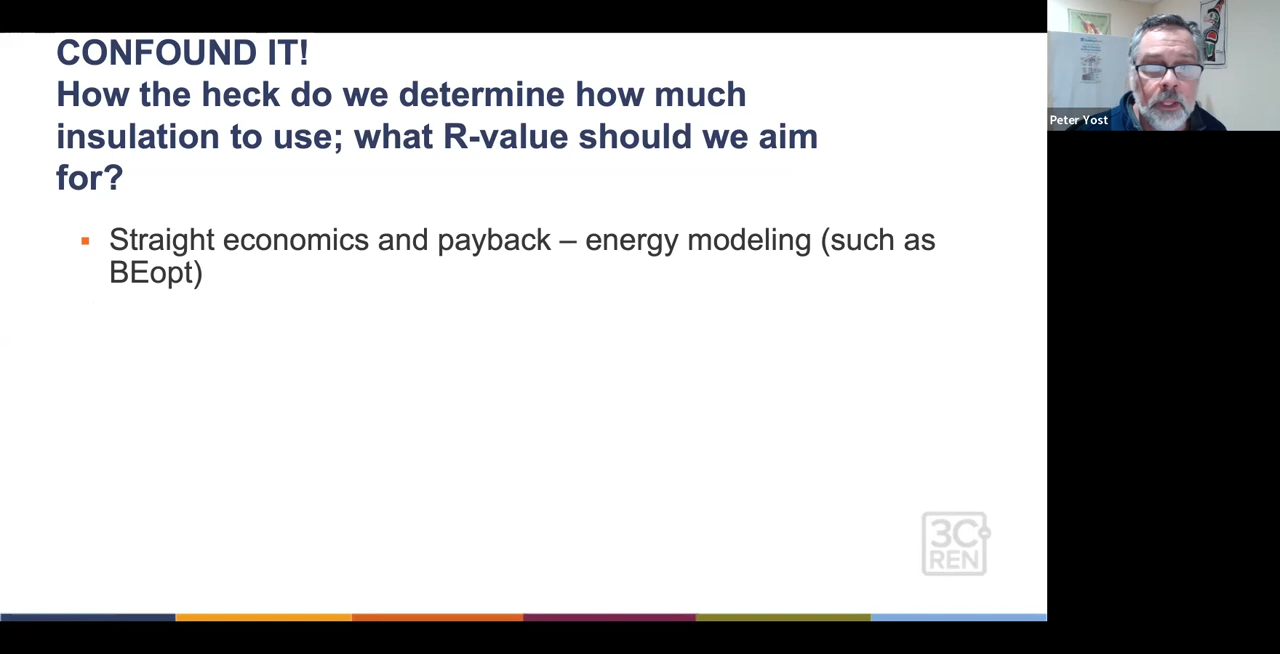 CONFOUND IT!
How the heck do we determine how much
insulation to use; what R-value should we aim
for?
▪ Straight economics and payback – energy modeling (such as
BEopt)
Peter Yost
3C
REN